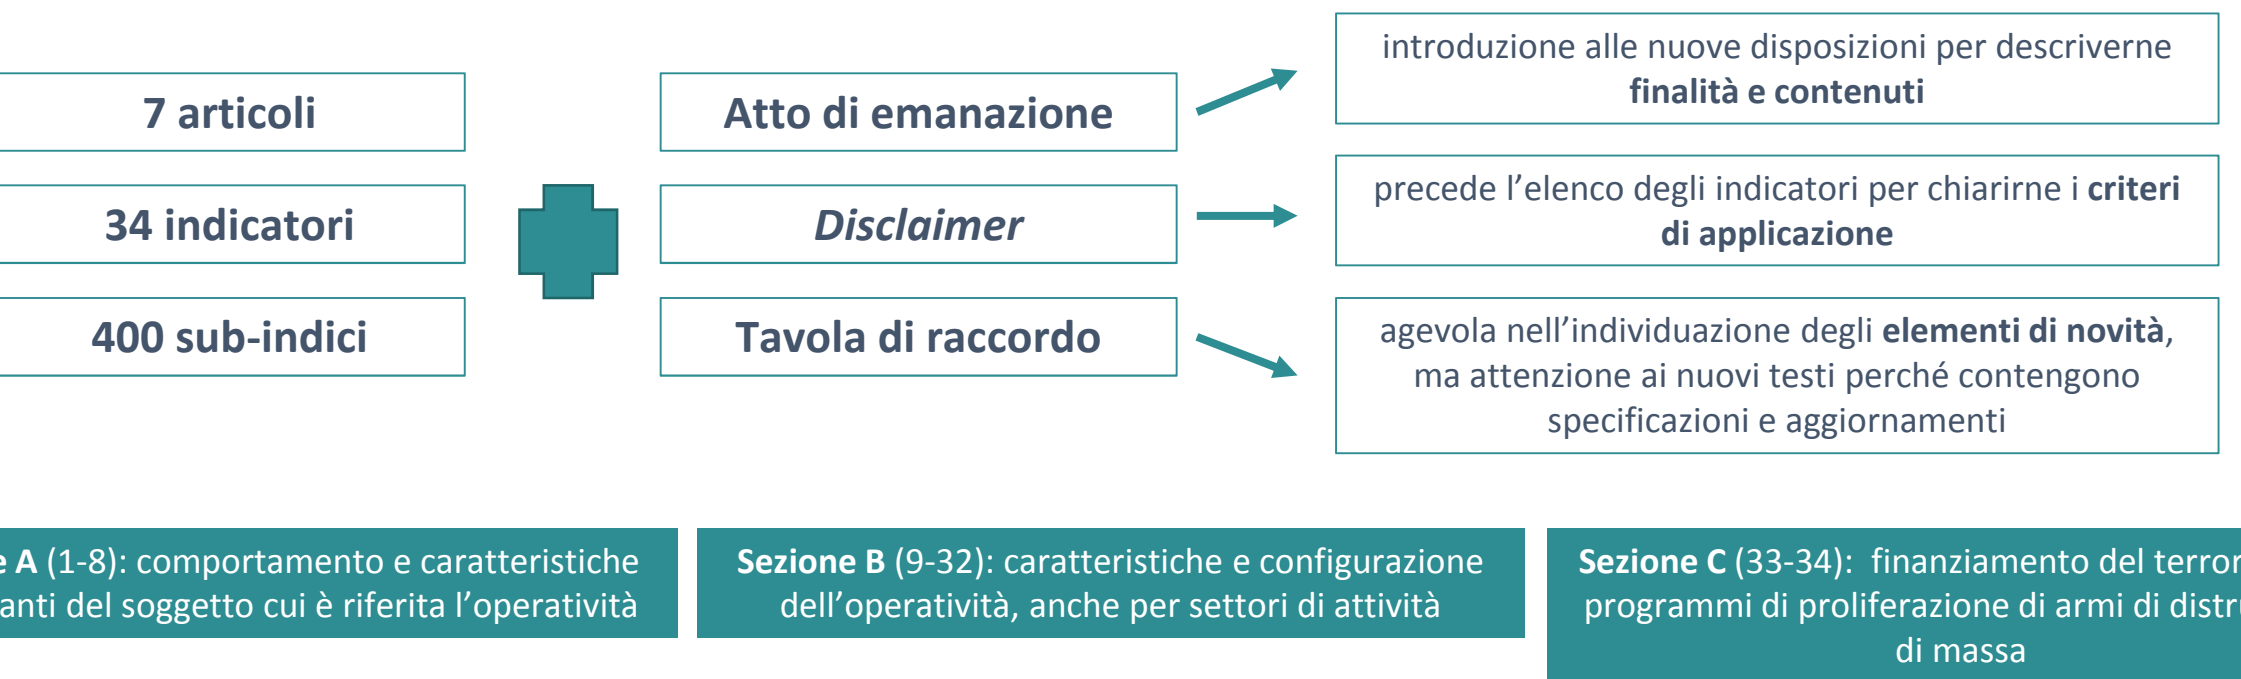 7 articoli
34 indicatori
400 sub-indici
Atto di emanazione
Disclaimer
Tavola di raccordo
introduzione alle nuove disposizioni per descriverne
finalità e contenuti
precede l’elenco degli indicatori per chiarirne i criteri
di applicazione
agevola nell’individuazione degli elementi di novità,
ma attenzione ai nuovi testi perché contengono
specificazioni e aggiornamenti
A (1-8): comportamento e caratteristiche
del soggetto cui è riferita l’operatività
Sezione B (9-32): caratteristiche e configurazione
dell’operatività, anche per settori di attività
Sezione C (33-34): finanziamento del
programmi di proliferazione di armi di
di massa